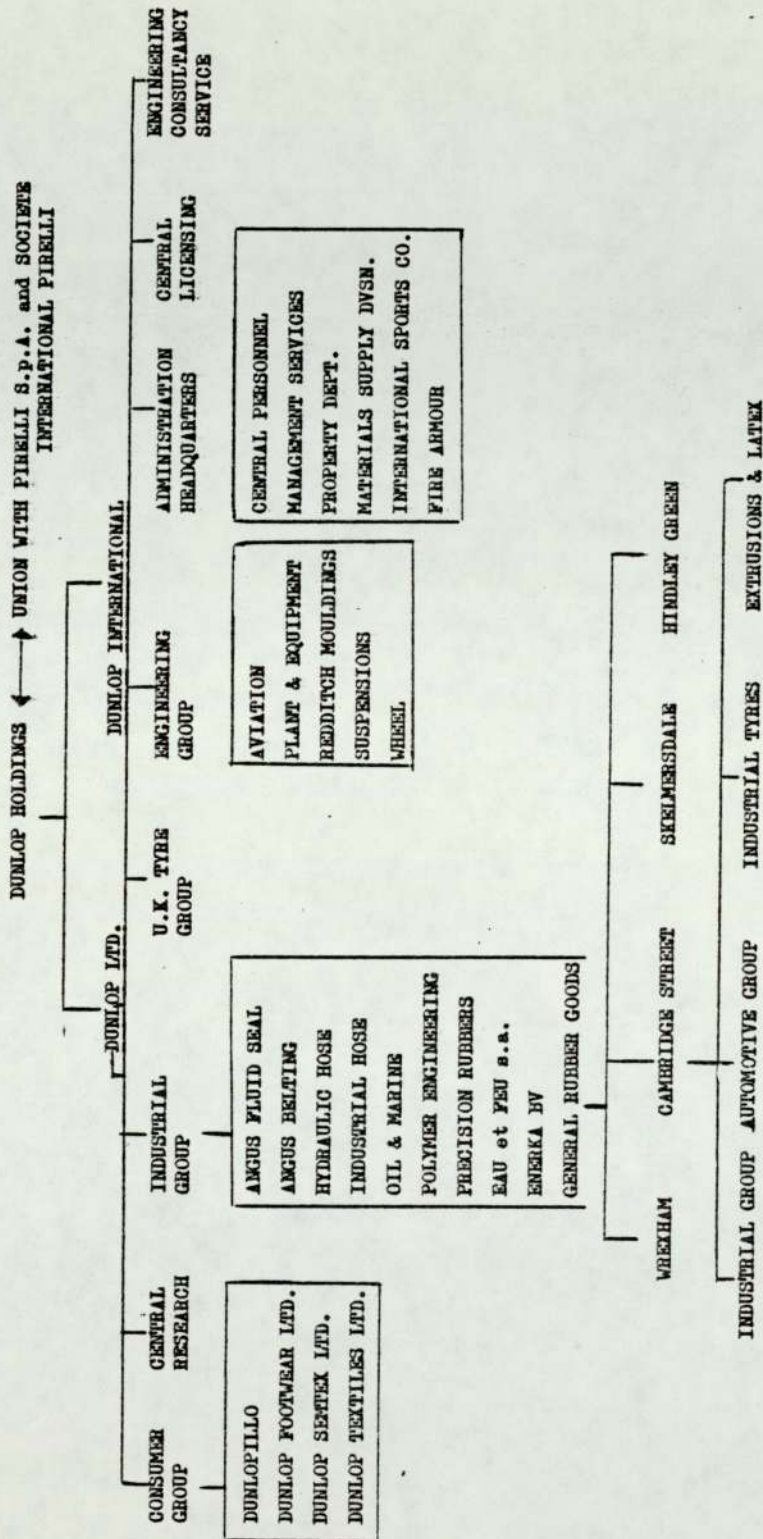 DUNLOP HOLDINGS ←→ UNION WITH PIRELLI S.p.A. and SOCIETE
INTERNATIONAL PIRELLI
DUNLOP LTD.
DUNLOP INTERNATIONAL
CONSUMER
GROUP
CENTRAL
RESEARCH
INDUSTRIAL
GROUP
U.K. TYRE
GROUP
ENGINEERING
GROUP
ADMINISTRATION
HEADQUARTERS
CENTRAL
LICENSING
ENGINEERING
CONSULTANCY
SERVICE
DUNLOPILLO
DUNLOP FOOTWEAR LTD.
DUNLOP SEMTEX LTD.
DUNLOP TEXTILES LTD.
ANGUS FLUID SEAL
ANGUS BELTING
HYDRAULIC HOSE
INDUSTRIAL HOSE
OIL & MARINE
POLYMER ENGINEERING
PRECISION RUBBERS
EAU et FEU s.a.
ENERKA BV
GENERAL RUBBER GOODS
AVIATION
PLANT & EQUIPMENT
REDDITCH MOULDINGS
SUSPENSIONS
WHEEL
CENTRAL PERSONNEL
MANAGEMENT SERVICES
PROPERTY DEPT.
MATERIALS SUPPLY DVSN.
INTERNATIONAL SPORTS CO.
FIRE ARMOUR
WREXHAM
CAMBRIDGE STREET
SKELMERSDALE
HINDLEY GREEN
INDUSTRIAL GROUP
AUTOMOTIVE GROUP
INDUSTRIAL TYRES
EXTRUSIONS & LATEX